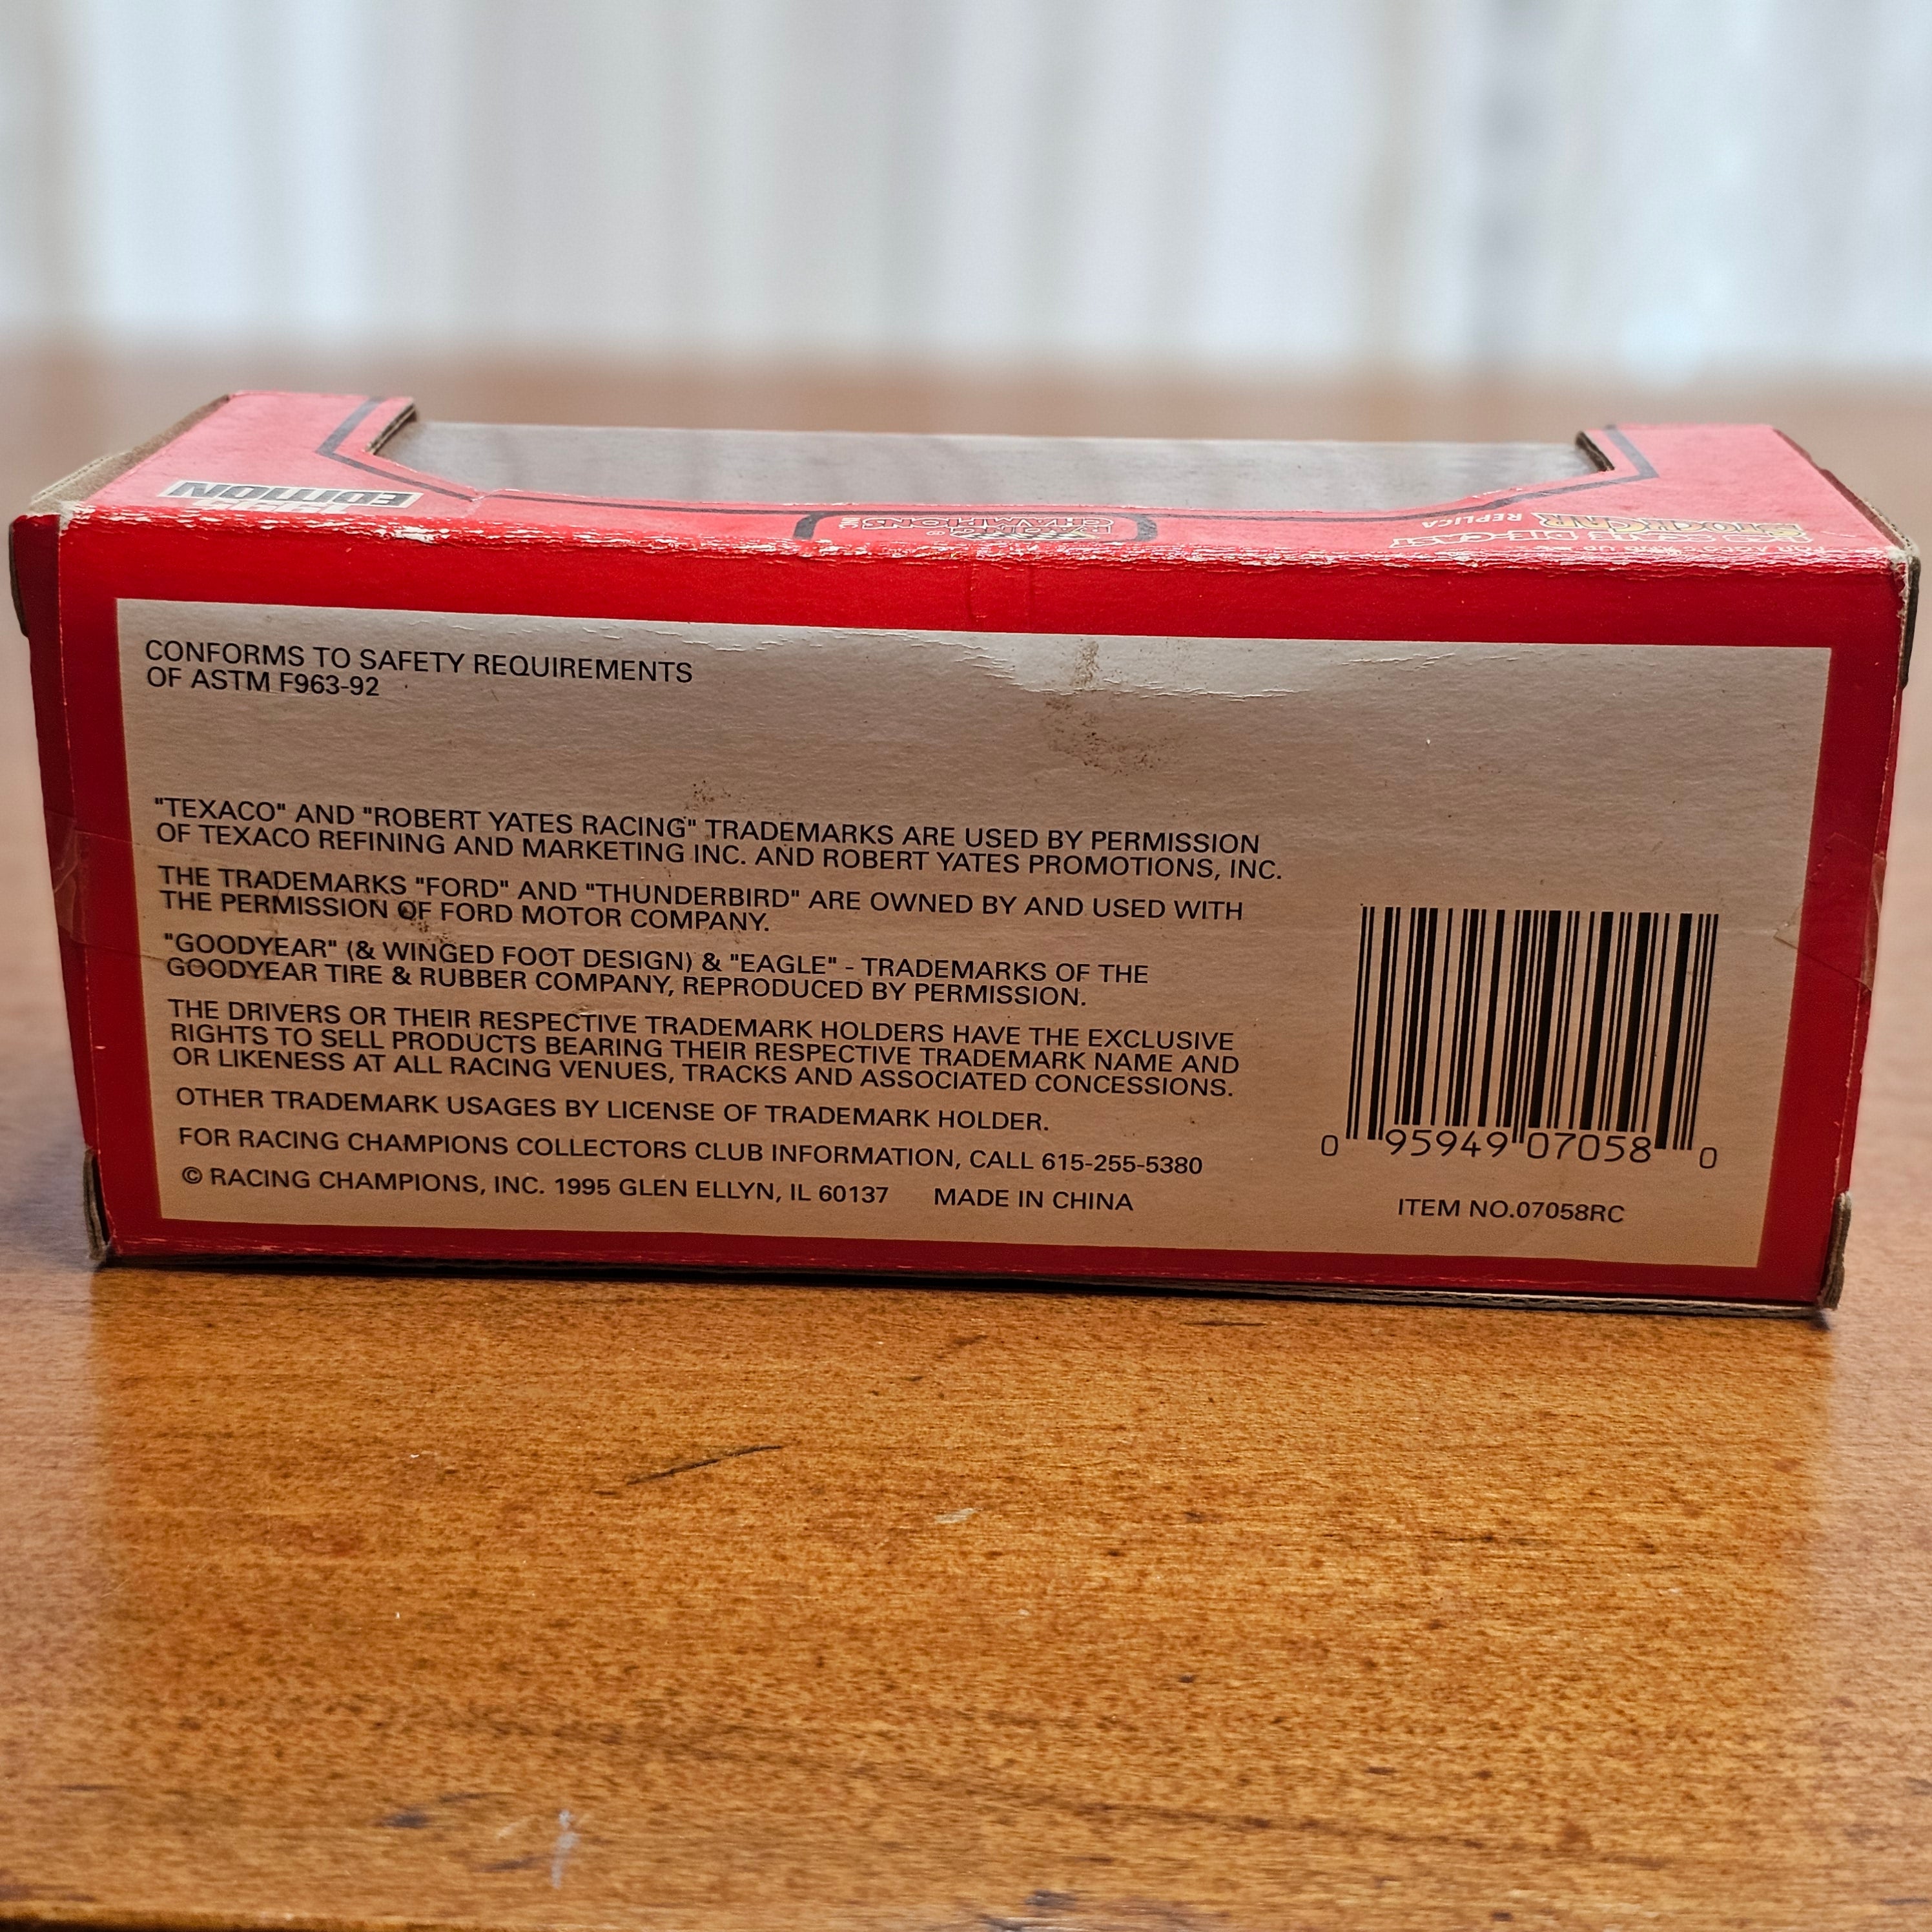 EDITION
RACING
CHAMPIONS
INC.
®
STOCK CAR REPLICA
CONFORMS TO SAFETY REQUIREMENTS
OF ASTM F963-92
"TEXACO" AND "ROBERT YATES RACING" TRADEMARKS ARE USED BY PERMISSION
OF TEXACO REFINING AND MARKETING INC. AND ROBERT YATES PROMOTIONS, INC.
THE TRADEMARKS "FORD" AND "THUNDERBIRD" ARE OWNED BY AND USED WITH
THE PERMISSION OF FORD MOTOR COMPANY.
"GOODYEAR" (& WINGED FOOT DESIGN) & "EAGLE" - TRADEMARKS OF THE
GOODYEAR TIRE & RUBBER COMPANY, REPRODUCED BY PERMISSION.
THE DRIVERS OR THEIR RESPECTIVE TRADEMARK HOLDERS HAVE THE EXCLUSIVE
RIGHTS TO SELL PRODUCTS BEARING THEIR RESPECTIVE TRADEMARK NAME AND
OR LIKENESS AT ALL RACING VENUES, TRACKS AND ASSOCIATED CONCESSIONS.
OTHER TRADEMARK USAGES BY LICENSE OF TRADEMARK HOLDER.
FOR RACING CHAMPIONS COLLECTORS CLUB INFORMATION, CALL 615-255-5380
© RACING CHAMPIONS, INC. 1995 GLEN ELLYN, IL 60137 MADE IN CHINA
0 95949 07058 0
ITEM NO.07058RC